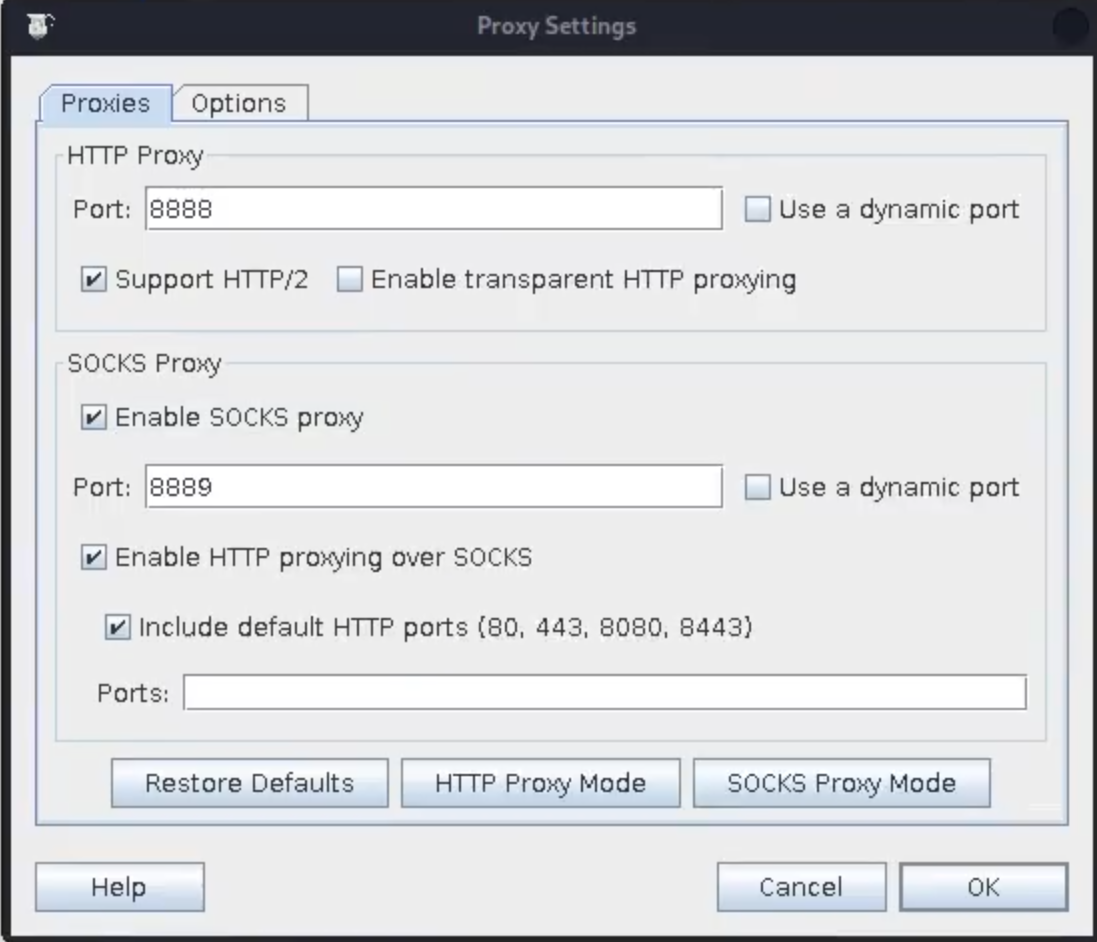 Proxy Settings
Proxies Options
HTTP Proxy
Port: 8888 Use a dynamic port
Support HTTP/2 Enable transparent HTTP proxying
SOCKS Proxy
Enable SOCKS proxy
Port: 8889 Use a dynamic port
Enable HTTP proxying over SOCKS
Include default HTTP ports (80, 443, 8080, 8443)
Ports:
Restore Defaults HTTP Proxy Mode SOCKS Proxy Mode
Help Cancel OK